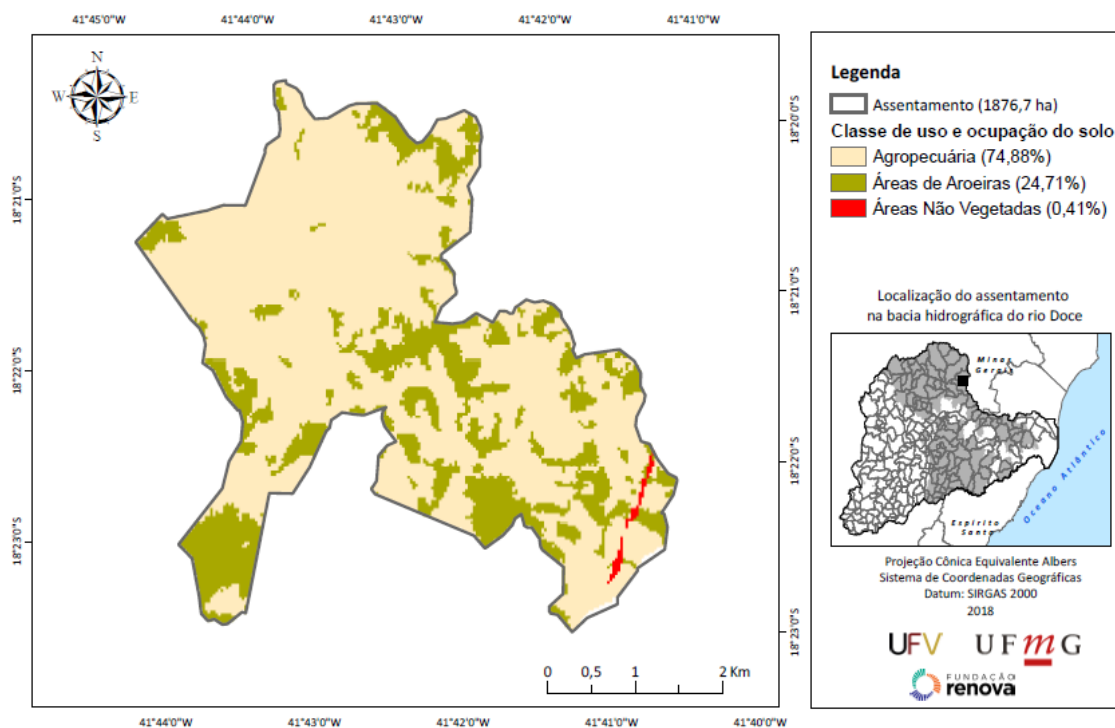 41°45'0"W 41°44'0"W 41°43'0"W 41°42'0"W 41°41'0"W
N
W E
S
18°21'0"S
18°22'0"S
18°23'0"S
18°20'0"S
18°21'0"S
18°22'0"S
18°23'0"S
0 0,5 1 2 Km
41°44'0"W 41°43'0"W 41°42'0"W 41°41'0"W 41°40'0"W
Legenda
Assentamento (1876,7 ha)
Classe de uso e ocupação do solo
Agropecuária (74,88%)
Áreas de Aroeiras (24,71%)
Áreas Não Vegetadas (0,41%)
Localização do assentamento
na bacia hidrográfica do rio Doce
Minas
Gerais
Oceano Atlântico
Espírito
Santo
Projeção Cônica Equivalente Albers
Sistema de Coordenadas Geográficas
Datum: SIRGAS 2000
2018
UFV UFmG
FUNDAÇÃO
renova